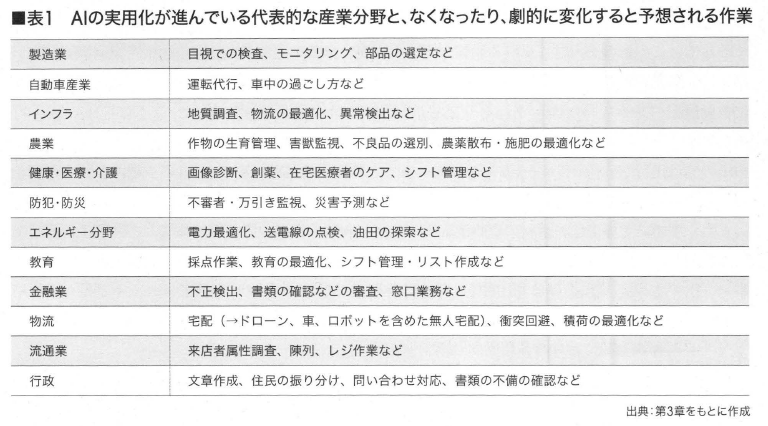 ■表1 AIの実用化が進んでいる代表的な産業分野と、なくなったり、劇的に変化すると予想される作業
製造業 目視での検査、モニタリング、部品の選定など
自動車産業 運転代行、車中の過ごし方など
インフラ 地質調査、物流の最適化、異常検出など
農業 作物の生育管理、害獣監視、不良品の選別、農薬散布・施肥の最適化など
健康・医療・介護 画像診断、創薬、在宅医療者のケア、シフト管理など
防犯・防災 不審者・万引き監視、災害予測など
エネルギー分野 電力最適化、送電線の点検、油田の探索など
教育 採点作業、教育の最適化、シフト管理・リスト作成など
金融業 不正検出、書類の確認などの審査、窓口業務など
物流 宅配（→ドローン、車、ロボットを含めた無人宅配）、衝突回避、積荷の最適化など
流通業 来店者属性調査、陳列、レジ作業など
行政 文章作成、住民の振り分け、問い合わせ対応、書類の不備の確認など
出典：第3章をもとに作成